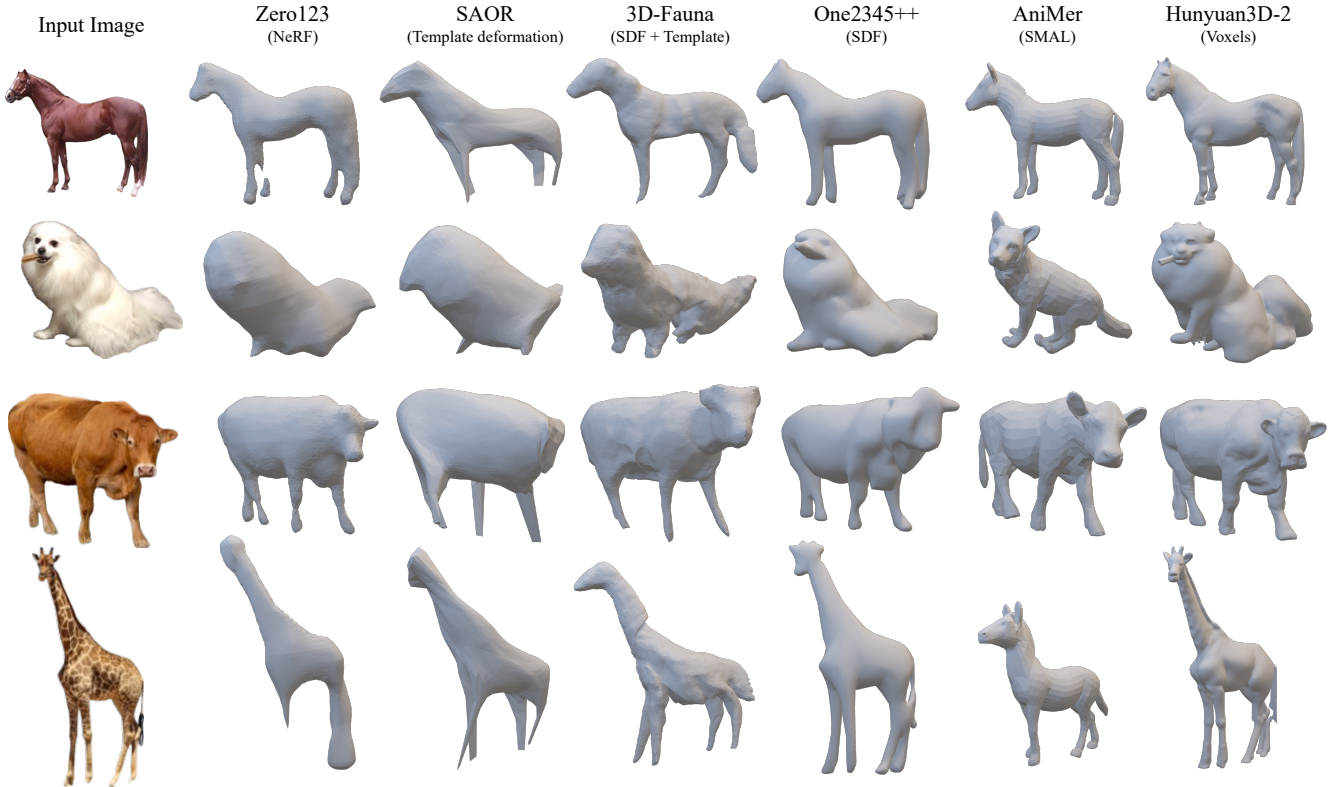 Input Image
Zero123
(NeRF)
SAOR
(Template deformation)
3D-Fauna
(SDF + Template)
One2345++
(SDF)
AniMer
(SMAL)
Hunyuan3D-2
(Voxels)